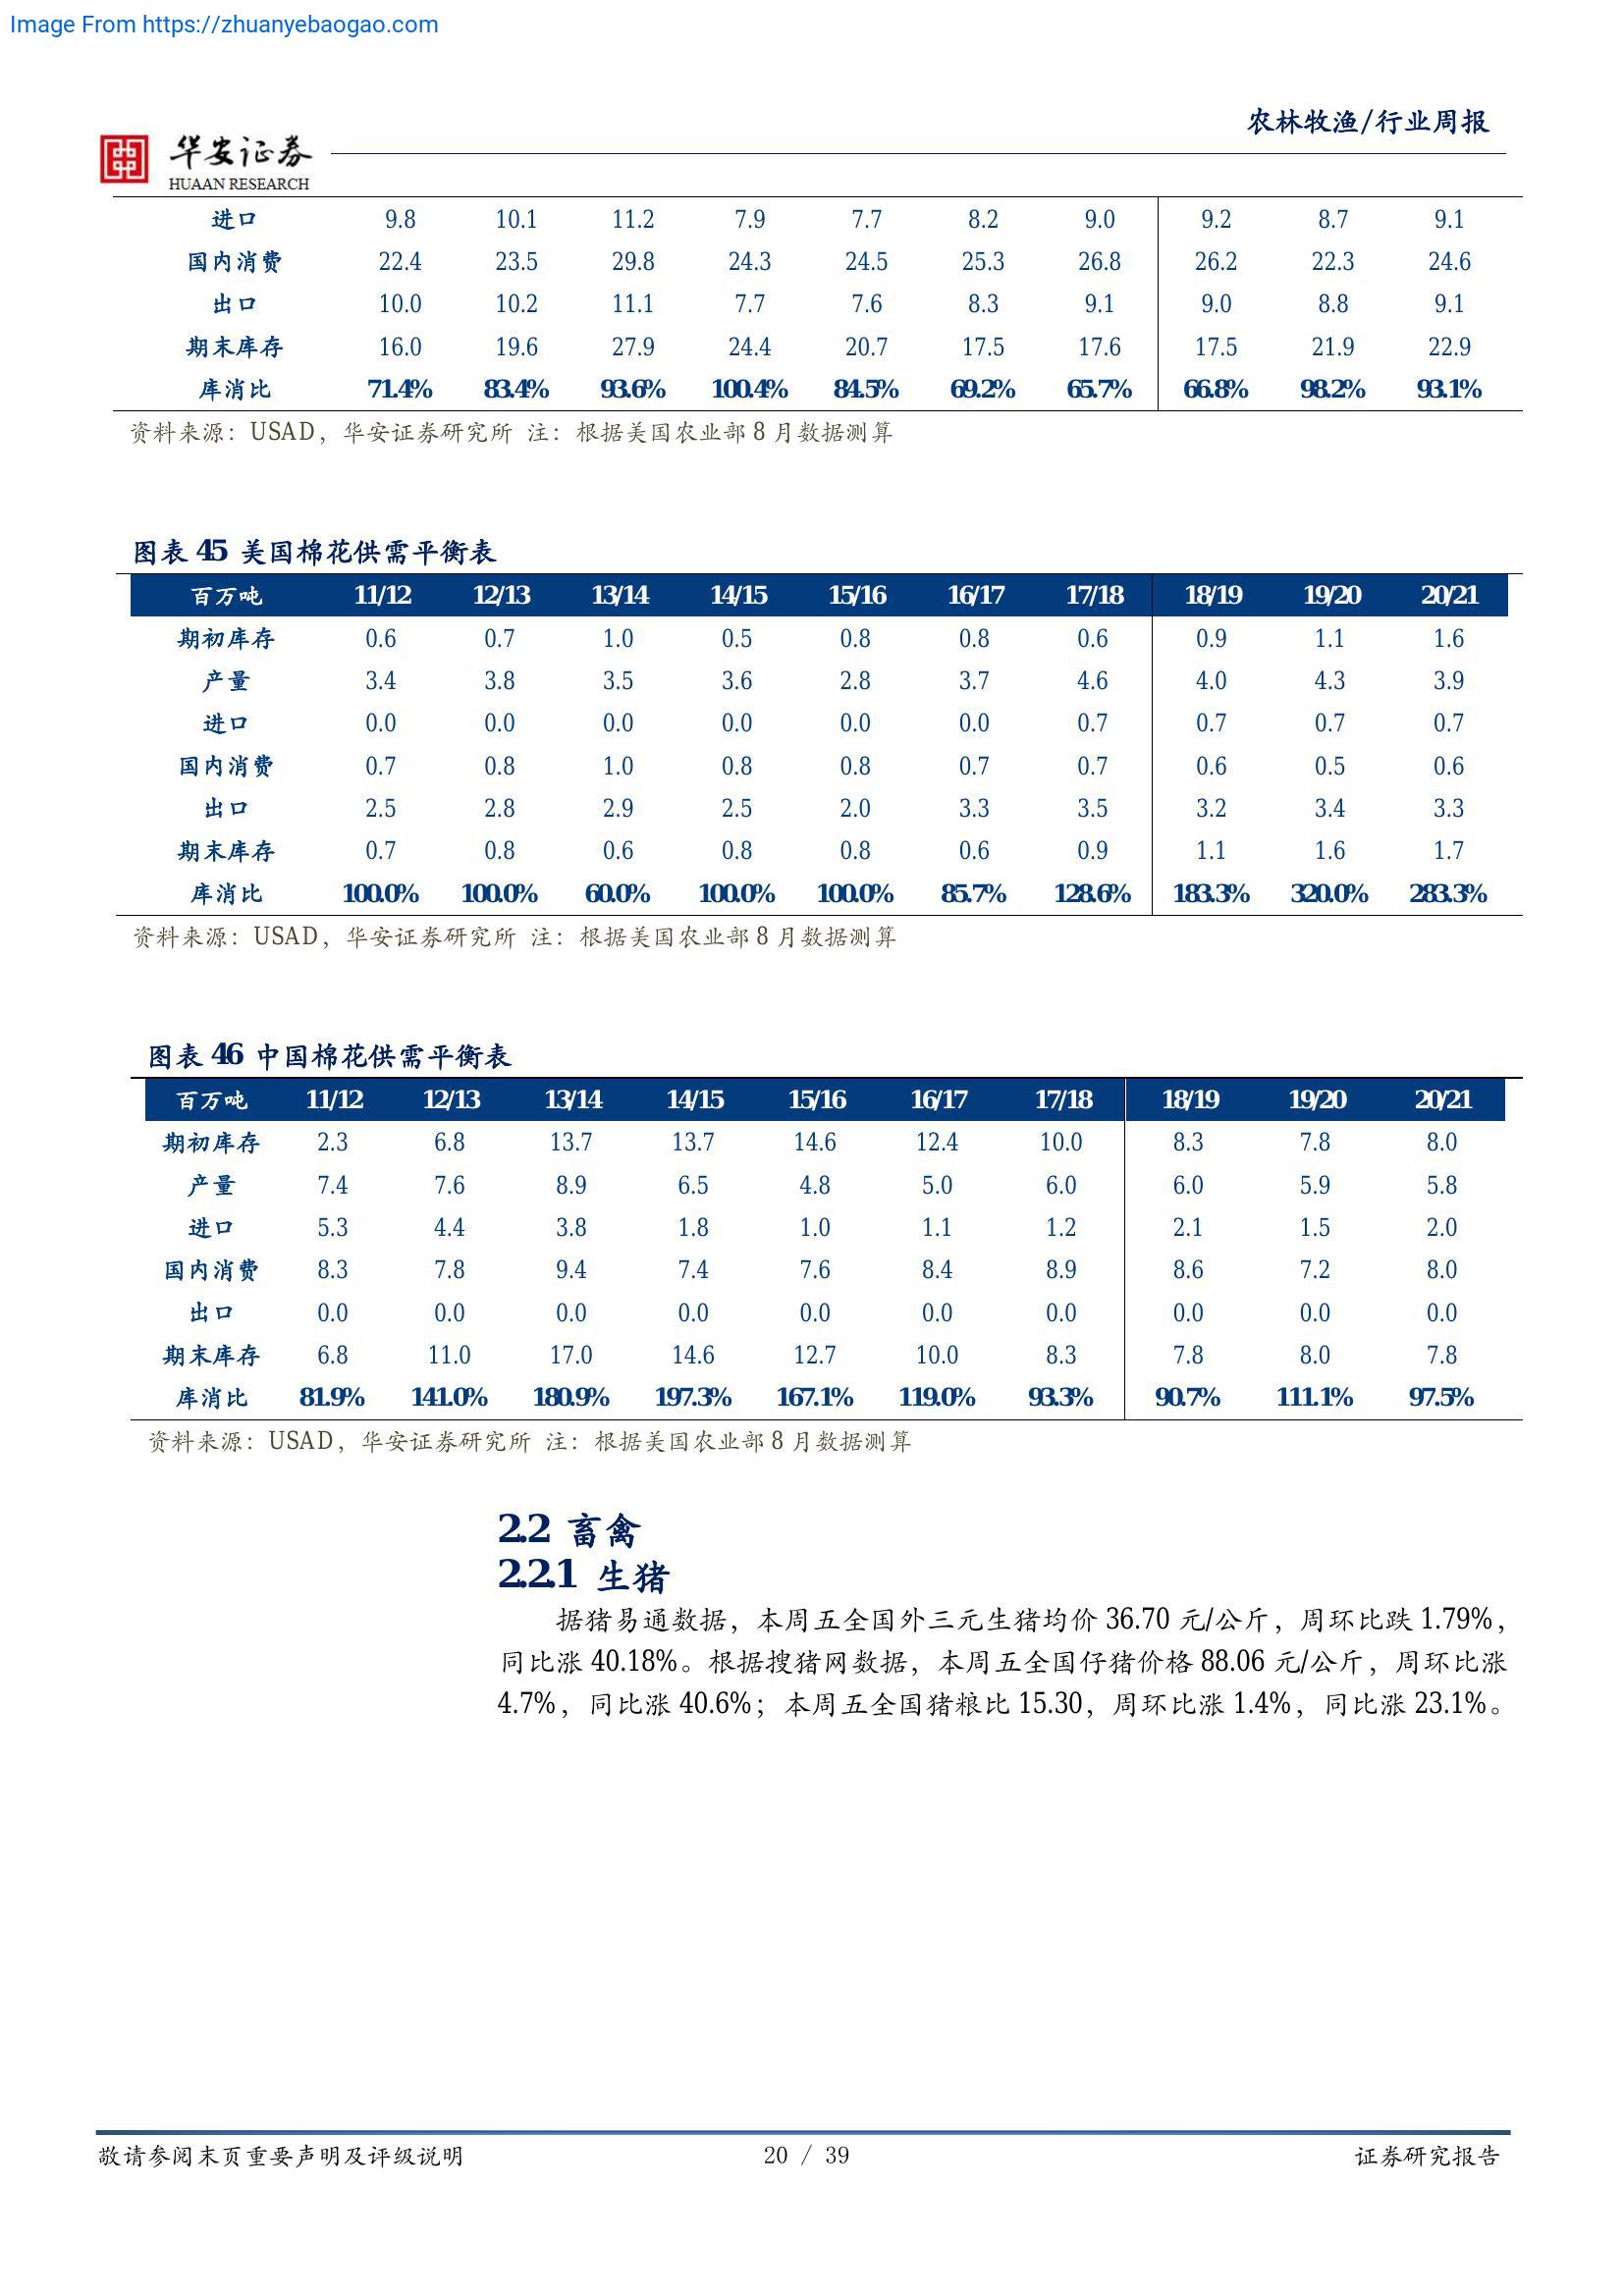 Image From https://zhuanyebaogao.com
农林牧渔/行业周报
华安证券
HUAAN RESEARCH
进口 9.8 10.1 11.2 7.9 7.7 8.2 9.0 9.2 8.7 9.1
国内消费 22.4 23.5 29.8 24.3 24.5 25.3 26.8 26.2 22.3 24.6
出口 10.0 10.2 11.1 7.7 7.6 8.3 9.1 9.0 8.8 9.1
期末库存 16.0 19.6 27.9 24.4 20.7 17.5 17.6 17.5 21.9 22.9
库消比 71.4% 83.4% 93.6% 100.4% 84.5% 69.2% 65.7% 66.8% 98.2% 93.1%
资料来源：USAD，华安证券研究所 注：根据美国农业部 8 月数据测算
图表 45 美国棉花供需平衡表
百万吨 11/12 12/13 13/14 14/15 15/16 16/17 17/18 18/19 19/20 20/21
期初库存 0.6 0.7 1.0 0.5 0.8 0.8 0.6 0.9 1.1 1.6
产量 3.4 3.8 3.5 3.6 2.8 3.7 4.6 4.0 4.3 3.9
进口 0.0 0.0 0.0 0.0 0.0 0.0 0.7 0.7 0.7 0.7
国内消费 0.7 0.8 1.0 0.8 0.8 0.7 0.7 0.6 0.5 0.6
出口 2.5 2.8 2.9 2.5 2.0 3.3 3.5 3.2 3.4 3.3
期末库存 0.7 0.8 0.6 0.8 0.8 0.6 0.9 1.1 1.6 1.7
库消比 100.0% 100.0% 60.0% 100.0% 100.0% 85.7% 128.6% 183.3% 320.0% 283.3%
资料来源：USAD，华安证券研究所 注：根据美国农业部 8 月数据测算
图表 46 中国棉花供需平衡表
百万吨 11/12 12/13 13/14 14/15 15/16 16/17 17/18 18/19 19/20 20/21
期初库存 2.3 6.8 13.7 13.7 14.6 12.4 10.0 8.3 7.8 8.0
产量 7.4 7.6 8.9 6.5 4.8 5.0 6.0 6.0 5.9 5.8
进口 5.3 4.4 3.8 1.8 1.0 1.1 1.2 2.1 1.5 2.0
国内消费 8.3 7.8 9.4 7.4 7.6 8.4 8.9 8.6 7.2 8.0
出口 0.0 0.0 0.0 0.0 0.0 0.0 0.0 0.0 0.0 0.0
期末库存 6.8 11.0 17.0 14.6 12.7 10.0 8.3 7.8 8.0 7.8
库消比 81.9% 141.0% 180.9% 197.3% 167.1% 119.0% 93.3% 90.7% 111.1% 97.5%
资料来源：USAD，华安证券研究所 注：根据美国农业部 8 月数据测算
2.2 畜禽
2.2.1 生猪
据猪易通数据，本周五全国外三元生猪均价 36.70 元/公斤，周环比跌 1.79%，
同比涨 40.18%。根据搜猪网数据，本周五全国仔猪价格 88.06 元/公斤，周环比涨
4.7%，同比涨 40.6%；本周五全国猪粮比 15.30，周环比涨 1.4%，同比涨 23.1%。
敬请参阅末页重要声明及评级说明 20 / 39 证券研究报告